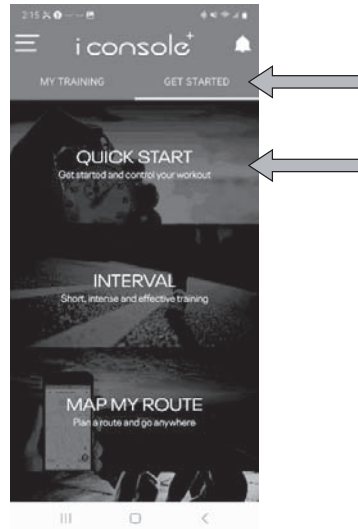 2:15
i console+
MY TRAINING GET STARTED
QUICK START
Get started and control your workout
INTERVAL
Short, intense and effective training
MAP MY ROUTE
Plan a route and go anywhere